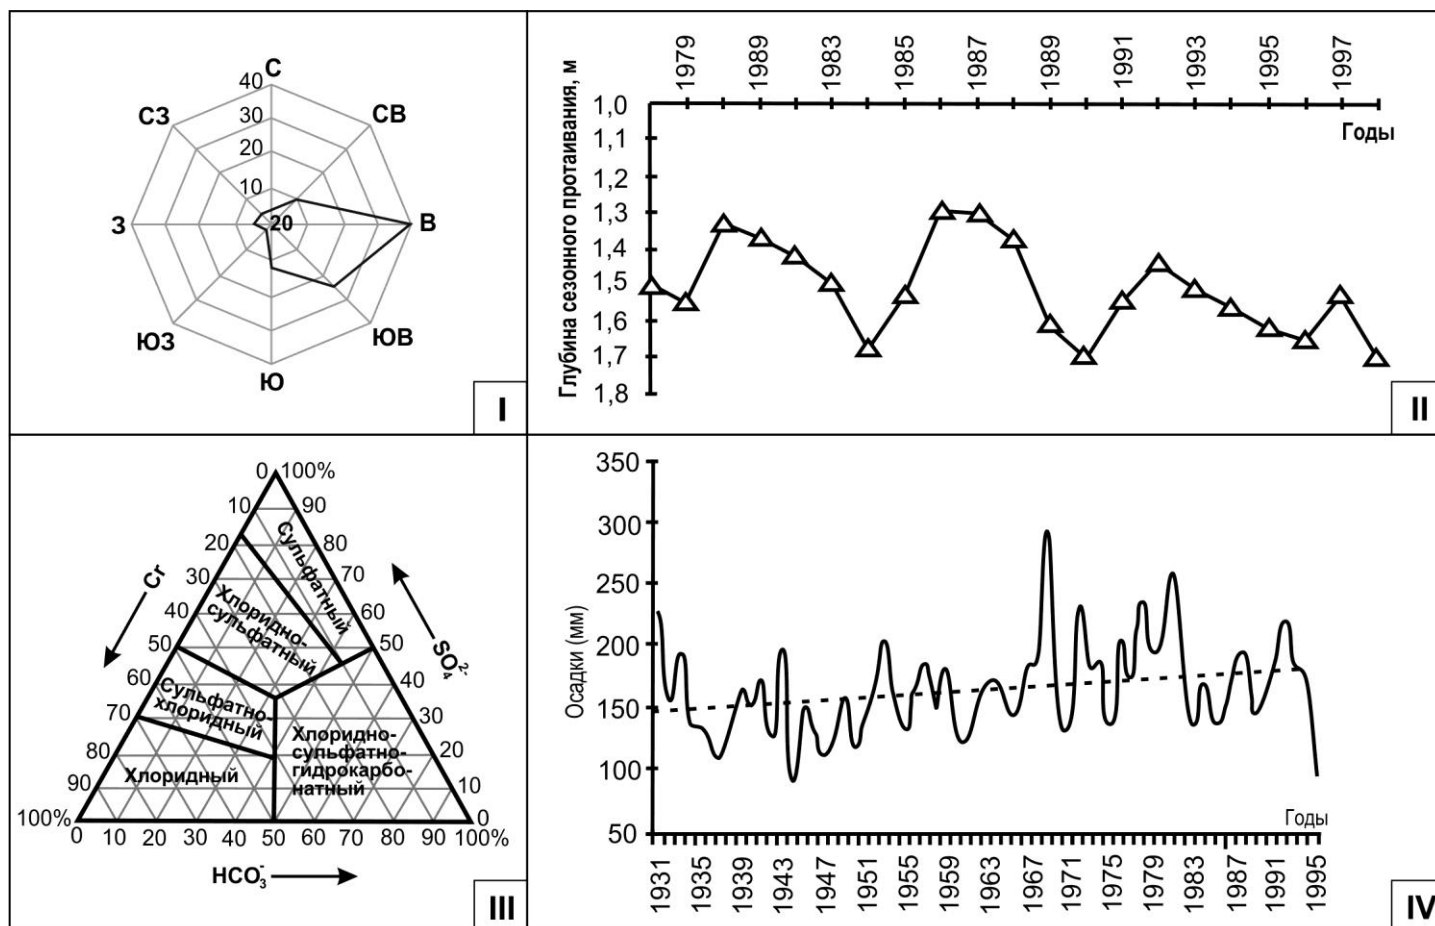 С
СВ
В
ЮВ
Ю
ЮЗ
З
СЗ
40
30
20
10
20
I
1979
1989
1983
1985
1987
1989
1991
1993
1995
1997
Годы
Глубина сезонного протаивания, м
1,0
1,1
1,2
1,3
1,4
1,5
1,6
1,7
1,8
II
0 100%
10 90
20 80
30 70
40 60
50 50
60 40
70 30
80 20
90 10
100% 0
0 10 20 30 40 50 60 70 80 90 100%
Cr
SO₄²⁻
HCO₃⁻
Сульфатный
Хлоридно-
сульфатный
Сульфатно-
хлоридный
Хлоридный
Хлоридно-
сульфатно-
гидрокарбо-
натный
III
350
300
250
200
150
100
50
Осадки (мм)
Годы
1931
1935
1939
1943
1947
1951
1955
1959
1963
1967
1971
1975
1979
1983
1987
1991
1995
IV